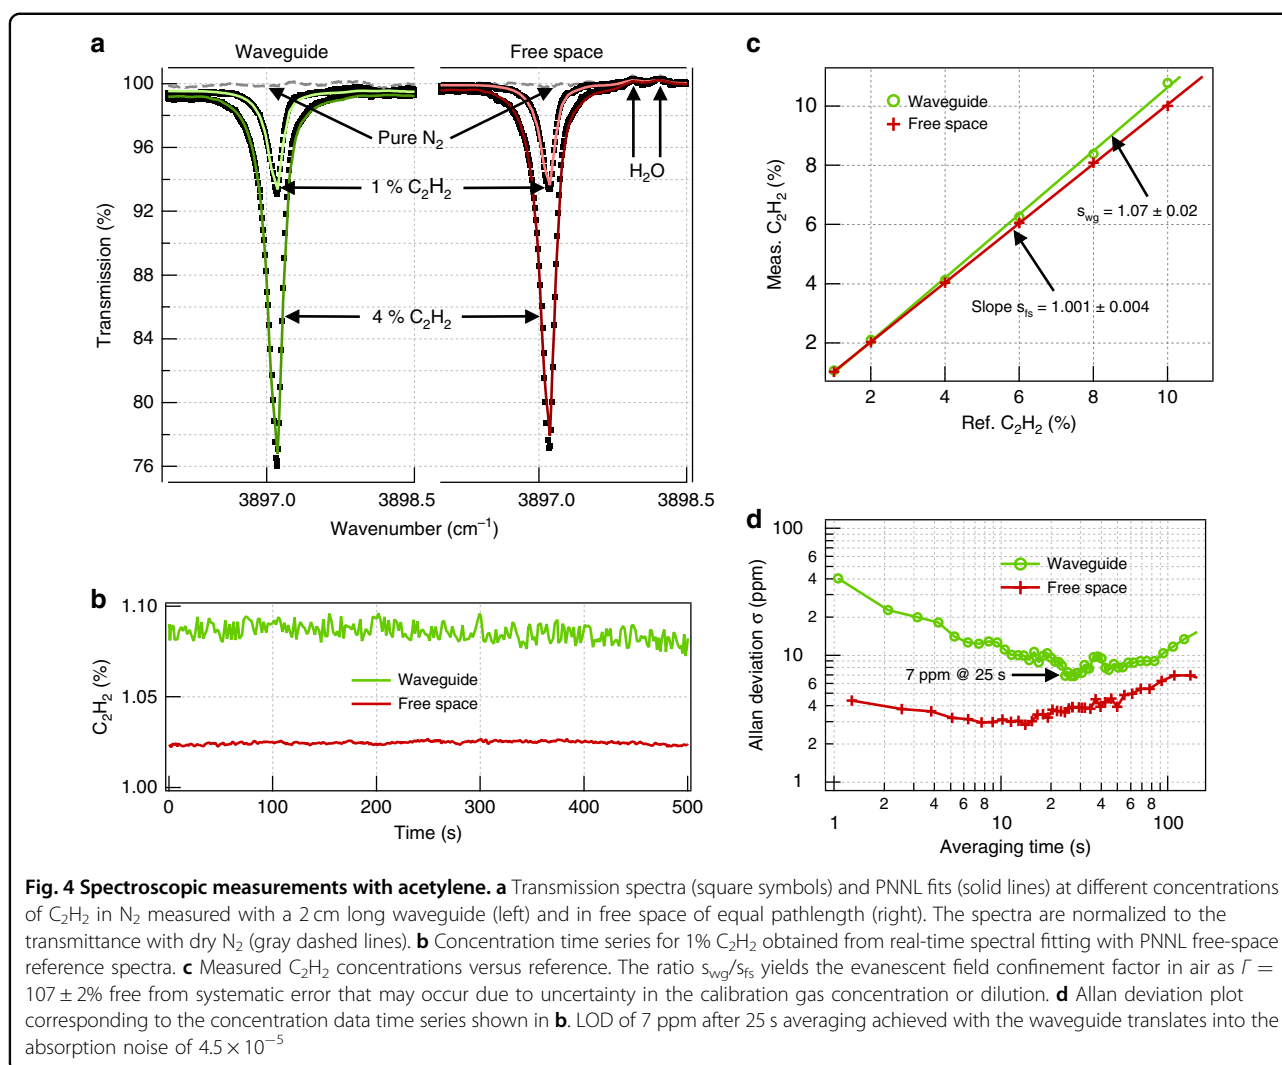 a
Waveguide
Free space
Transmission (%)
100
96
92
88
84
80
76
Pure N₂
1 % C₂H₂
4 % C₂H₂
H₂O
3897.0
3898.5
3897.0
3898.5
Wavenumber (cm⁻¹)
b
C₂H₂ (%)
1.10
1.05
1.00
Waveguide
Free space
0
100
200
300
400
500
Time (s)
c
Meas. C₂H₂ (%)
10
8
6
4
2
Waveguide
Free space
s_wg = 1.07 ± 0.02
Slope s_fs = 1.001 ± 0.004
2
4
6
8
10
Ref. C₂H₂ (%)
d
Allan deviation σ (ppm)
100
6
4
2
10
6
4
2
1
Waveguide
Free space
7 ppm @ 25 s
2
4
6
8
2
4
6
8
1
10
100
Averaging time (s)
Fig. 4 Spectroscopic measurements with acetylene. a Transmission spectra (square symbols) and PNNL fits (solid lines) at different concentrations
of C₂H₂ in N₂ measured with a 2 cm long waveguide (left) and in free space of equal pathlength (right). The spectra are normalized to the
transmittance with dry N₂ (gray dashed lines). b Concentration time series for 1% C₂H₂ obtained from real-time spectral fitting with PNNL free-space
reference spectra. c Measured C₂H₂ concentrations versus reference. The ratio s_wg/s_fs yields the evanescent field confinement factor in air as Γ =
107 ± 2% free from systematic error that may occur due to uncertainty in the calibration gas concentration or dilution. d Allan deviation plot
corresponding to the concentration data time series shown in b. LOD of 7 ppm after 25 s averaging achieved with the waveguide translates into the
absorption noise of 4.5 × 10⁻⁵